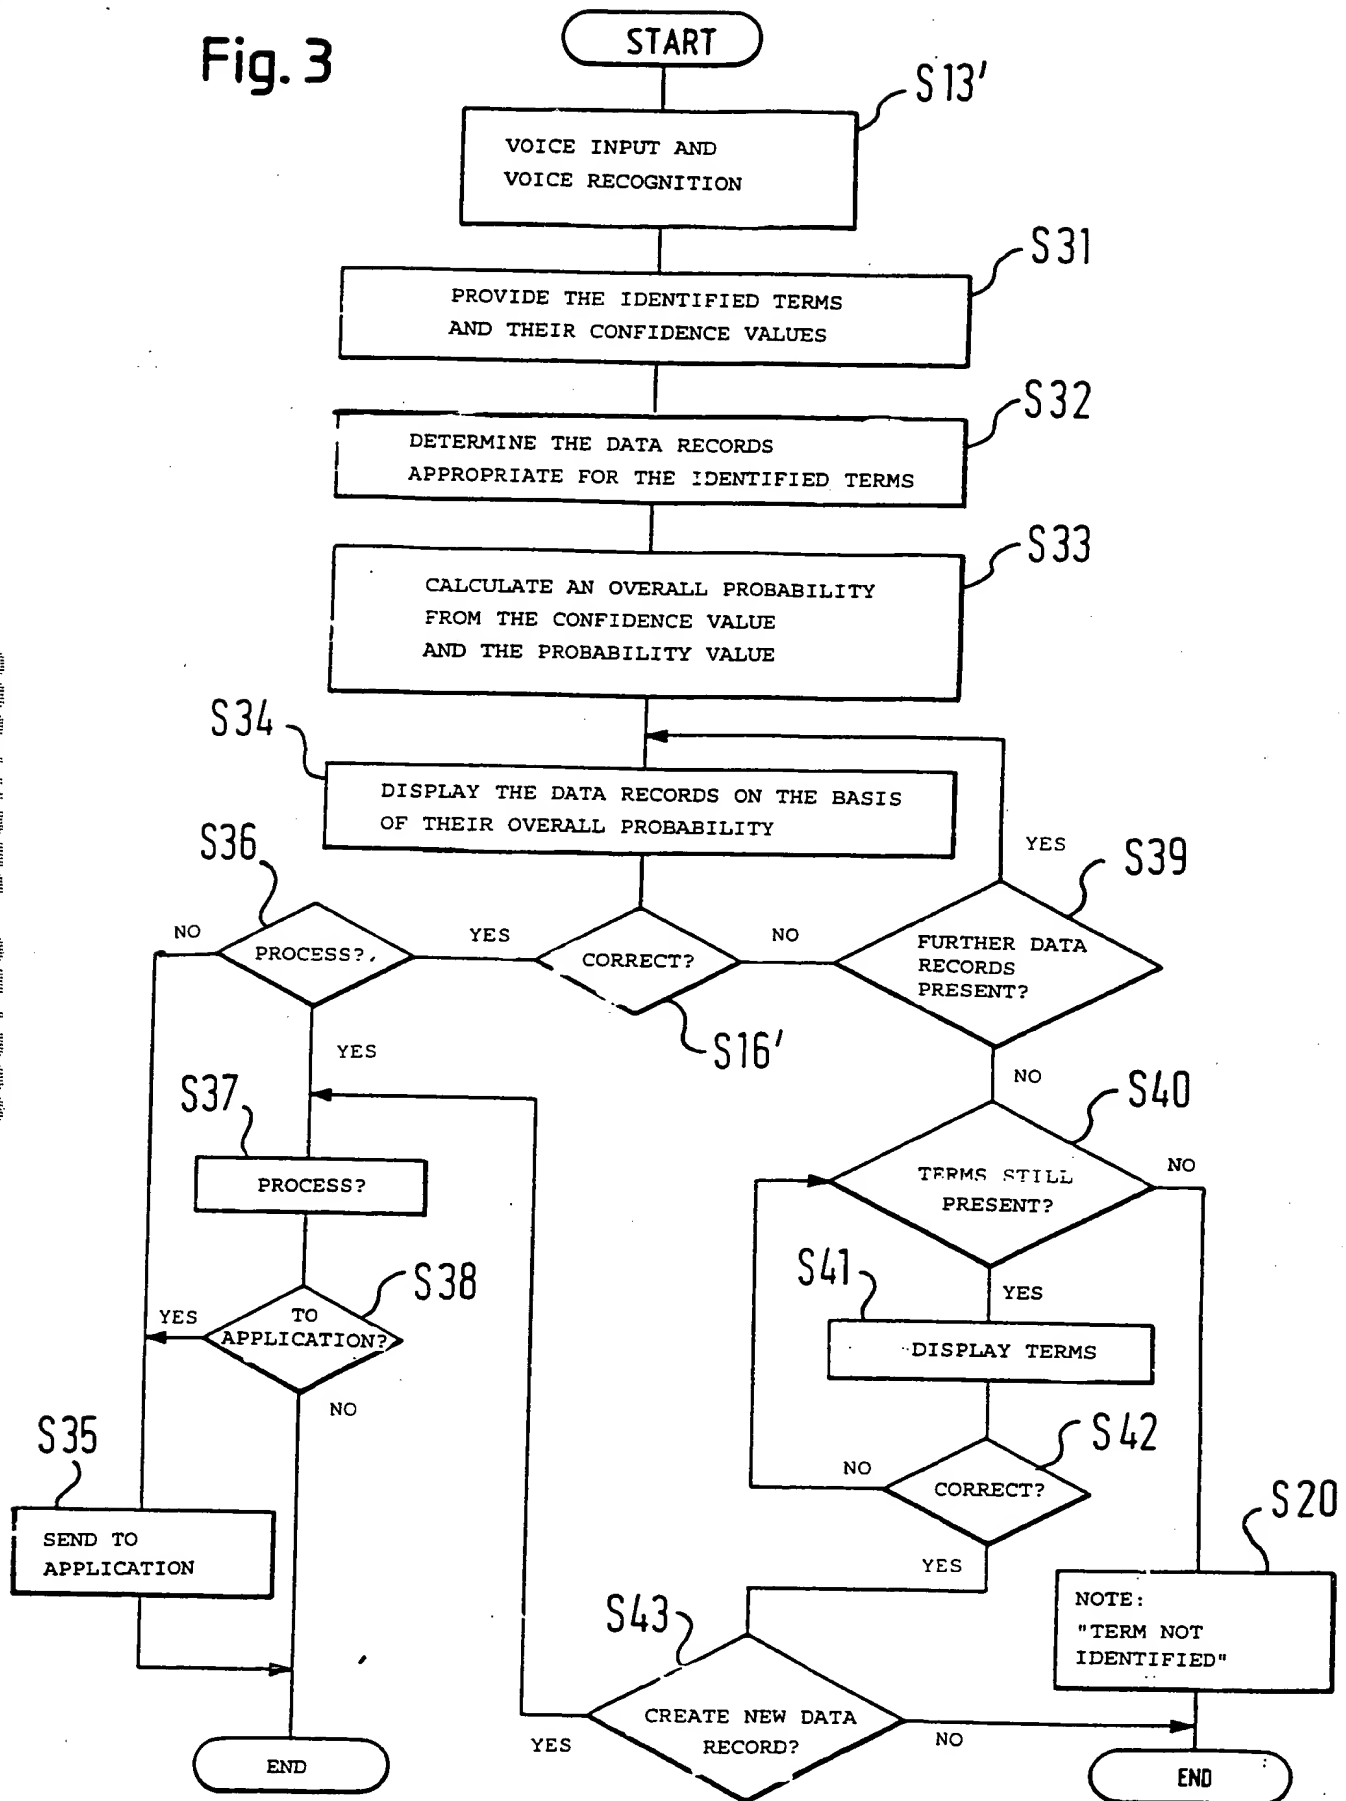 Fig. 3
START
S13'
VOICE INPUT AND
VOICE RECOGNITION
S31
PROVIDE THE IDENTIFIED TERMS
AND THEIR CONFIDENCE VALUES
S32
DETERMINE THE DATA RECORDS
APPROPRIATE FOR THE IDENTIFIED TERMS
S33
CALCULATE AN OVERALL PROBABILITY
FROM THE CONFIDENCE VALUE
AND THE PROBABILITY VALUE
S34
DISPLAY THE DATA RECORDS ON THE BASIS
OF THEIR OVERALL PROBABILITY
S36
YES
S39
NO
PROCESS?
YES
CORRECT?
NO
FURTHER DATA
RECORDS
PRESENT?
S16'
YES
NO
S37
S40
PROCESS?
TERMS STILL
PRESENT?
NO
S38
S41
YES
YES
TO
APPLICATION?
DISPLAY TERMS
NO
S35
S42
NO
CORRECT?
S20
SEND TO
APPLICATION
YES
NOTE:
"TERM NOT
IDENTIFIED"
S43
CREATE NEW DATA
RECORD?
YES
NO
END
END